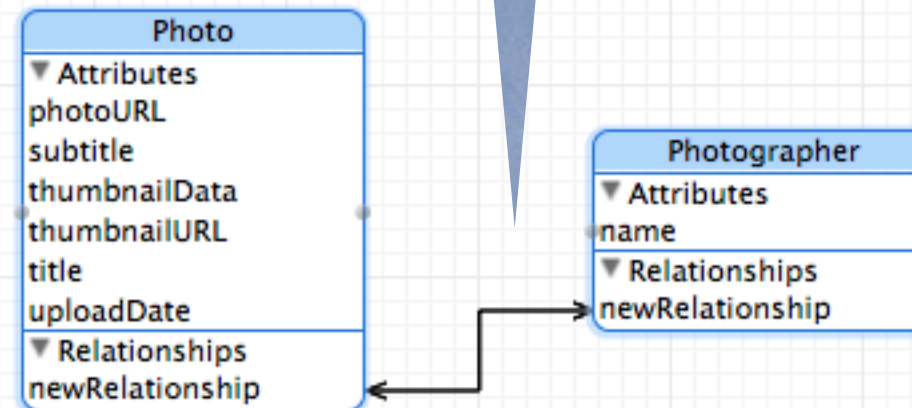 Photo
Attributes
photoURL
subtitle
thumbnailData
thumbnailURL
title
uploadDate
Relationships
newRelationship
Photographer
Attributes
name
Relationships
newRelationship